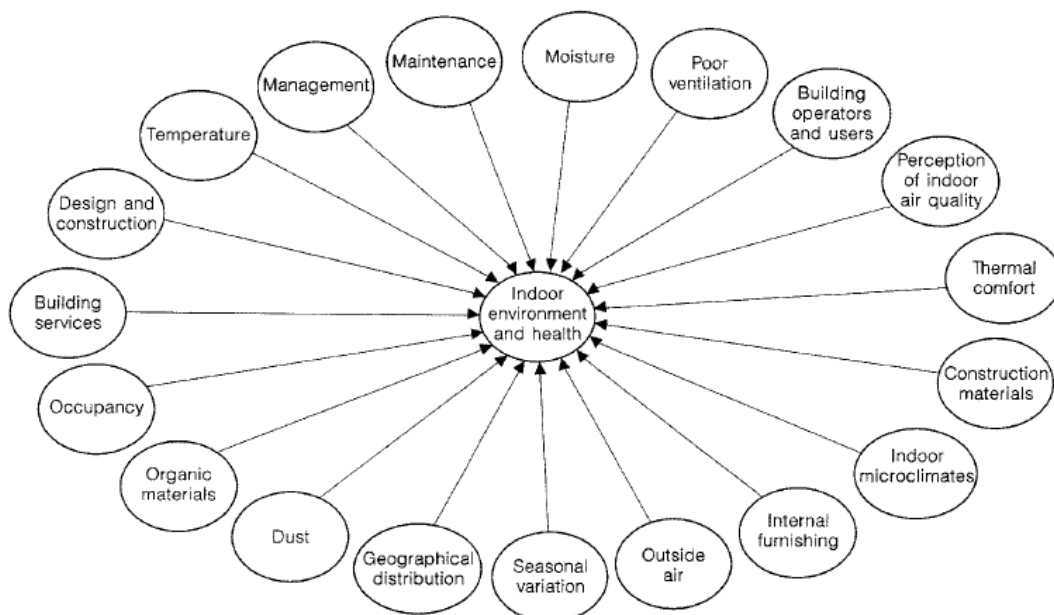 Moisture
Maintenance
Poor
ventilation
Management
Building
operators
and users
Temperature
Perception
of indoor
air quality
Design and
construction
Thermal
comfort
Building
services
Indoor
environment
and health
Construction
materials
Occupancy
Indoor
microclimates
Organic
materials
Internal
furnishing
Dust
Outside
air
Geographical
distribution
Seasonal
variation